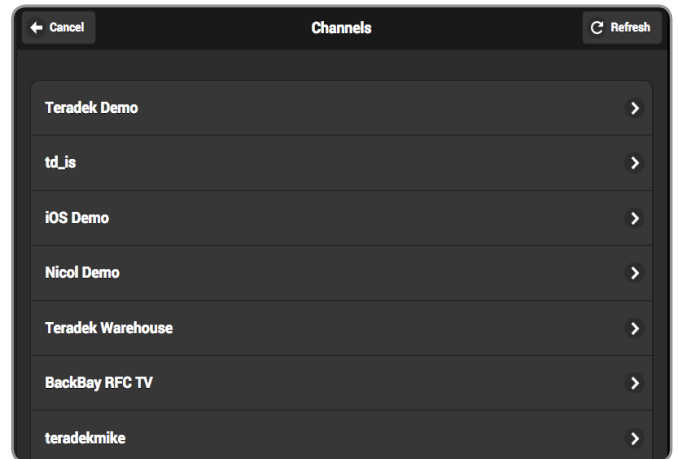 Cancel
Channels
Refresh
Teradek Demo
td_is
iOS Demo
Nicol Demo
Teradek Warehouse
BackBay RFC TV
teradekmike